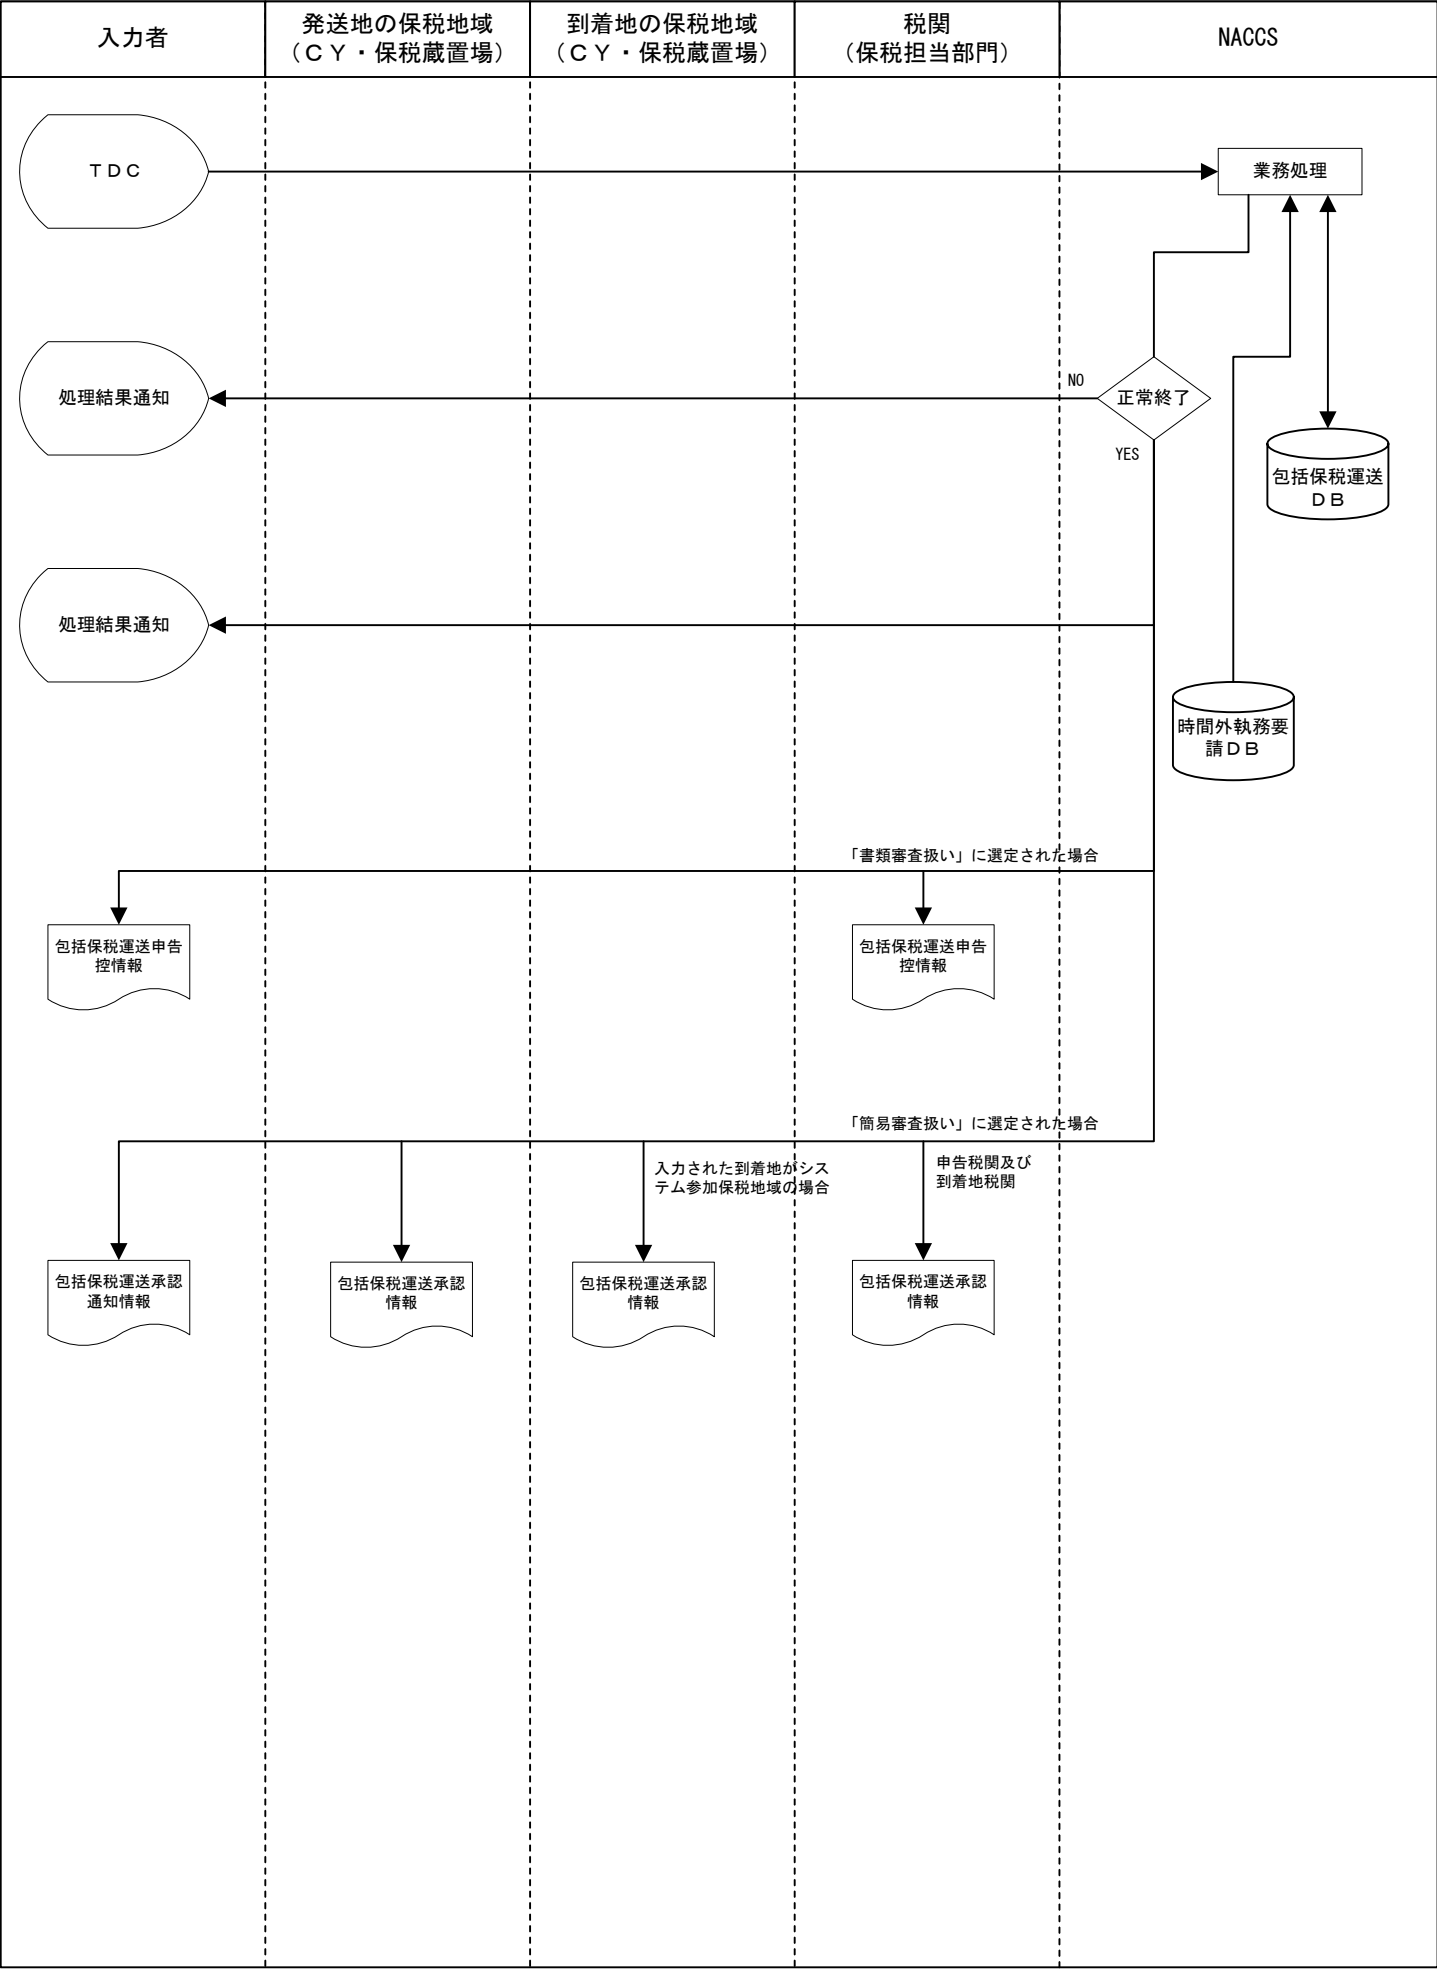 入力者
発送地の保税地域
（ＣＹ・保税蔵置場）
到着地の保税地域
（ＣＹ・保税蔵置場）
税関
（保税担当部門）
NACCS
ＴＤＣ
業務処理
処理結果通知
NO
正常終了
YES
包括保税運送
ＤＢ
処理結果通知
時間外執務要
請ＤＢ
「書類審査扱い」に選定された場合
包括保税運送申告
控情報
包括保税運送申告
控情報
「簡易審査扱い」に選定された場合
入力された到着地がシス
テム参加保税地域の場合
申告税関及び
到着地税関
包括保税運送承認
通知情報
包括保税運送承認
情報
包括保税運送承認
情報
包括保税運送承認
情報